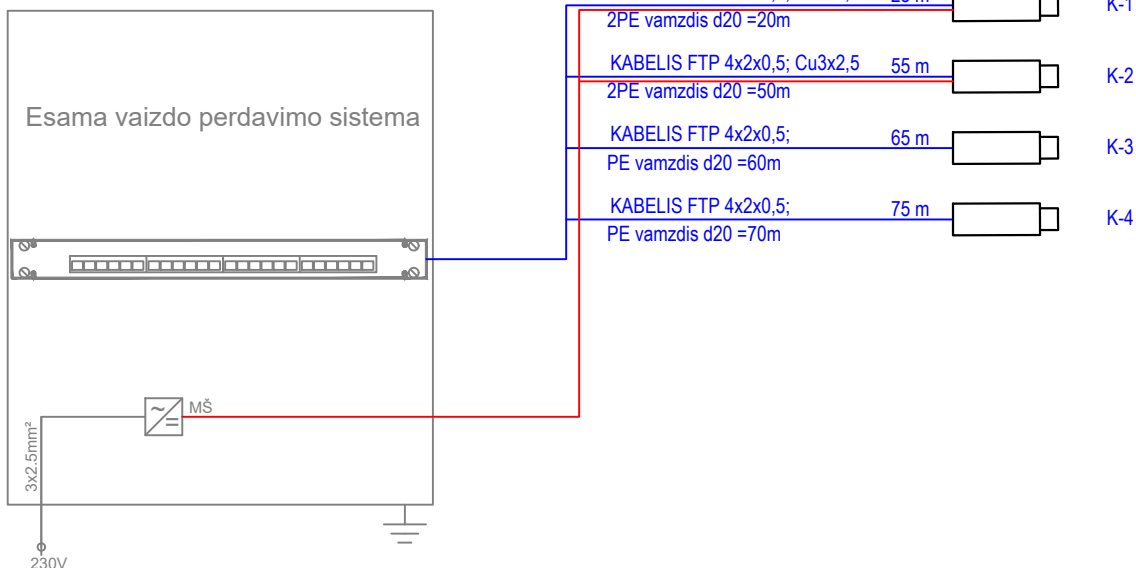 K-1
2PE vamzdis d20 =20m
KABELIS FTP 4x2x0,5; Cu3x2,5 55 m
K-2
2PE vamzdis d20 =50m
Esama vaizdo perdavimo sistema
KABELIS FTP 4x2x0,5; 65 m
K-3
PE vamzdis d20 =60m
KABELIS FTP 4x2x0,5; 75 m
K-4
PE vamzdis d20 =70m
MŠ
3x2.5mm²
230V